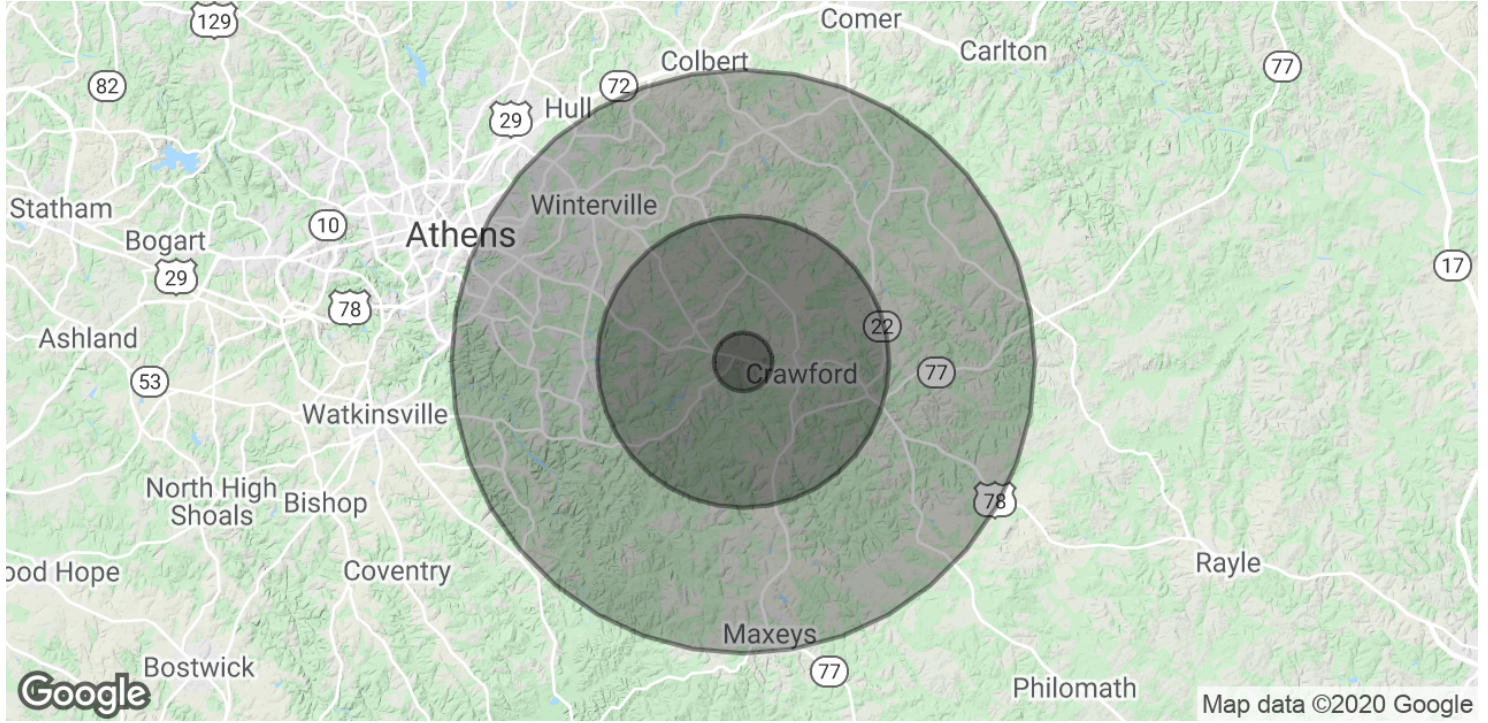 129
Comer
Carlton
Colbert
77
82
72
Hull
29
Statham
Winterville
10
Athens
Bogart
29
17
78
22
Ashland
53
Crawford
77
Watkinsville
North High
Shoals
Bishop
78
ood Hope
Coventry
Rayle
Maxeys
Bostwick
77
Philomath
Google
Map data ©2020 Google